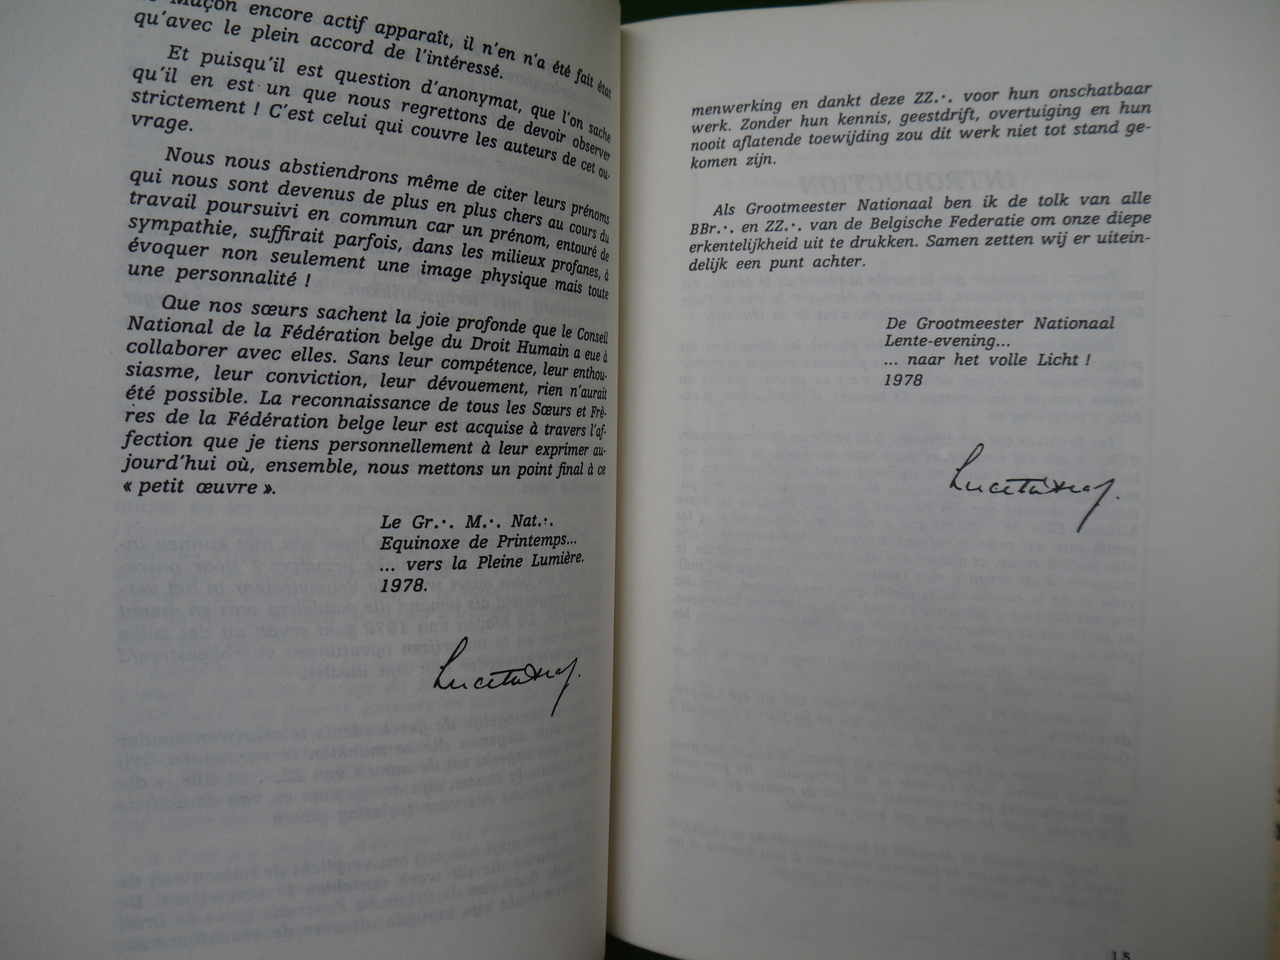 Maçon encore actif apparaît, il n'en n'a été fait état
qu'avec le plein accord de l'intéressé.
Et puisqu'il est question d'anonymat, que l'on sache
qu'il en est un que nous regrettons de devoir observer
strictement ! C'est celui qui couvre les auteurs de cet ou-
vrage.
Nous nous abstiendrons même de citer leurs prénoms
qui nous sont devenus de plus en plus chers au cours du
travail poursuivi en commun car un prénom, entouré de
sympathie, suffirait parfois, dans les milieux profanes, à
évoquer non seulement une image physique mais toute
une personnalité !
Que nos sœurs sachent la joie profonde que le Conseil
National de la Fédération belge du Droit Humain a eue à
collaborer avec elles. Sans leur compétence, leur enthou-
siasme, leur conviction, leur dévouement, rien n'aurait
été possible. La reconnaissance de tous les Sœurs et Frè-
res de la Fédération belge leur est acquise à travers l'af-
fection que je tiens personnellement à leur exprimer au-
jourd'hui où, ensemble, nous mettons un point final à ce
« petit œuvre ».
Le Gr.·. M.·. Nat.·.
Equinoxe de Printemps...
... vers la Pleine Lumière.
1978.
menwerking en dankt deze ZZ.·. voor hun onschatbaar
werk. Zonder hun kennis, geestdrift, overtuiging en hun
nooit aflatende toewijding zou dit werk niet tot stand ge-
komen zijn.
Als Grootmeester Nationaal ben ik de tolk van alle
BBr.·. en ZZ.·. van de Belgische Federatie om onze diepe
erkentelijkheid uit te drukken. Samen zetten wij er uitein-
delijk een punt achter.
De Grootmeester Nationaal
Lente-evening...
... naar het volle Licht !
1978
15